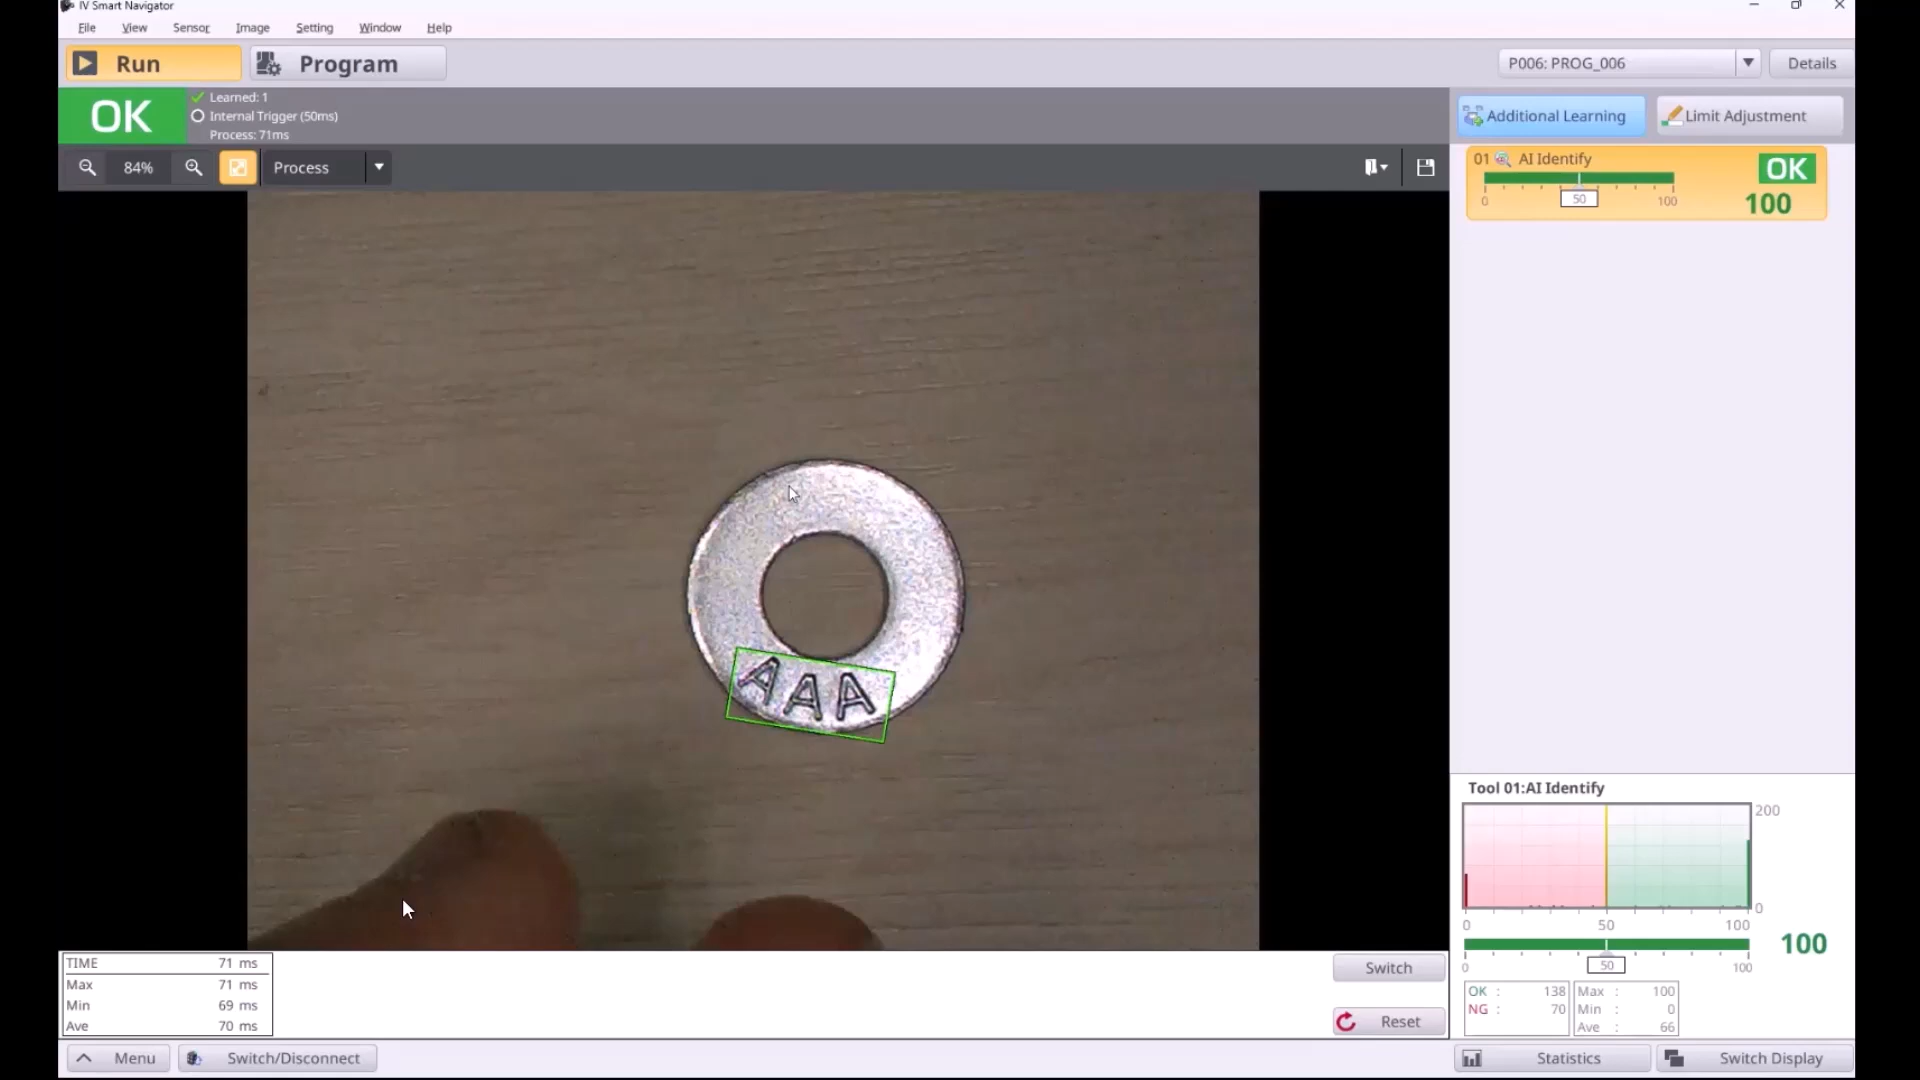 IV Smart Navigator
File View Sensor Image Setting Window Help
Run Program P006: PROG_006 Details
OK
Learned: 1
Internal Trigger (50ms)
Process: 71ms
Additional Learning Limit Adjustment
84% Process
01 AI Identify OK
0 50 100 100
AAA
Tool 01:AI Identify
200
0
0 50 100
100
0 50 100
TIME 71 ms
Max 71 ms
Min 69 ms
Ave 70 ms
Switch
Reset
OK : 138
NG : 70
Max : 100
Min : 0
Ave : 66
Menu Switch/Disconnect Statistics Switch Display